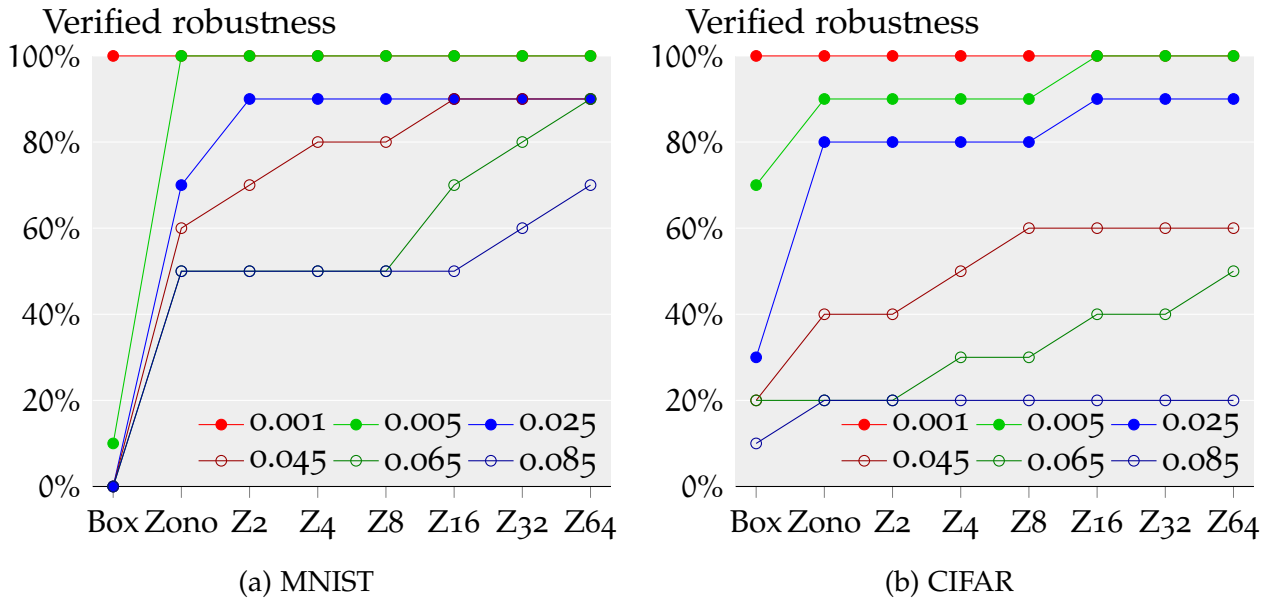 Verified robustness
100%
80%
60%
40%
20%
0%
0.001 0.005 0.025
0.045 0.065 0.085
Box Zono Z2 Z4 Z8 Z16 Z32 Z64
(a) MNIST
Verified robustness
100%
80%
60%
40%
20%
0%
0.001 0.005 0.025
0.045 0.065 0.085
Box Zono Z2 Z4 Z8 Z16 Z32 Z64
(b) CIFAR